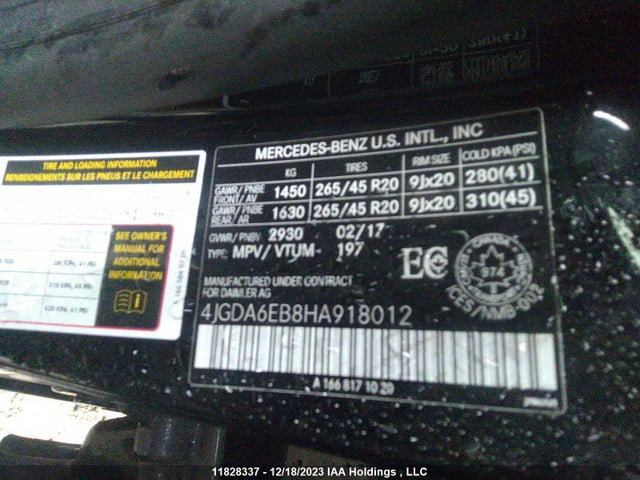 TIRE AND LOADING INFORMATION
RENSEIGNEMENTS SUR LES PNEUS ET LE CHARGEMENT
SEE OWNER'S
MANUAL FOR
ADDITIONAL
INFORMATION
MERCEDES-BENZ U.S. INTL., INC
KG TIRES RIM SIZE COLD KPA(PSI)
GAWR/PNBE
FRONT/AV 1450 265/45 R20 9Jx20 280(41)
GAWR/PNBE
REAR/AR 1630 265/45 R20 9Jx20 310(45)
GVWR/PNBV 2930 02/17
TYPE: MPV/VTUM- 197
EC
CANADA
974
ICES/NMB-002
MANUFACTURED UNDER CONTRACT
FOR DAIMLER AG
4JGDA6EB8HA918012
A 166 817 10 20
11828337 - 12/18/2023 IAA Holdings , LLC